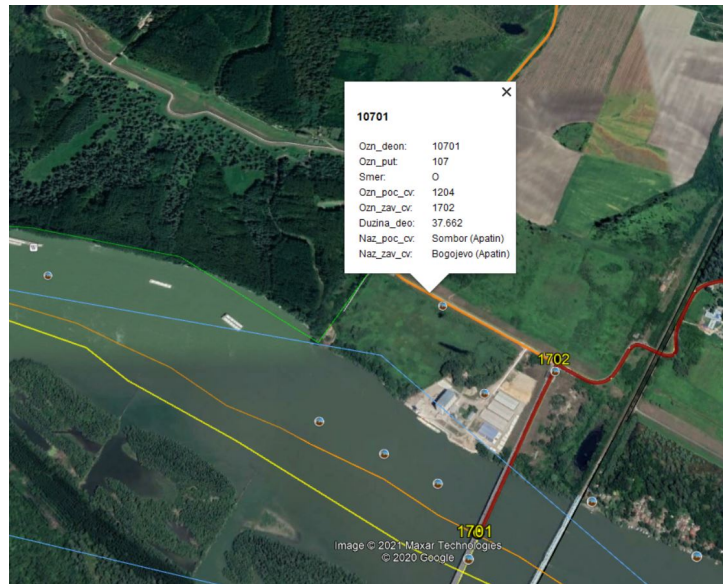 10701
Ozn_deon: 10701
Ozn_put: 107
Smer: O
Ozn_poc_cv: 1204
Ozn_zav_cv: 1702
Duzina_deo: 37.662
Naz_poc_cv: Sombor (Apatin)
Naz_zav_cv: Bogojevo (Apatin)
1702
1701
Image © 2021 Maxar Technologies
© 2020 Google